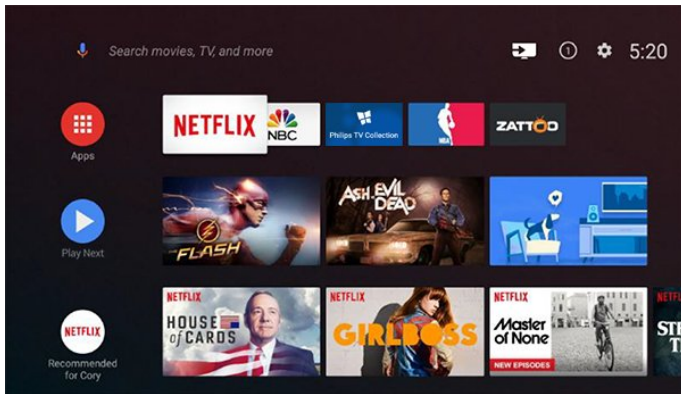 Search movies, TV, and more
1
5:20
Apps
NETFLIX
NBC
Philips TV Collection
NBA
ZATTOO
Play Next
THE
FLASH
ASH vs EVIL
DEAD
NETFLIX
Recommended
for Cory
NETFLIX
HOUSE
of CARDS
NETFLIX
GIRLBOSS
NETFLIX
Master
of None
NEW EPISODES